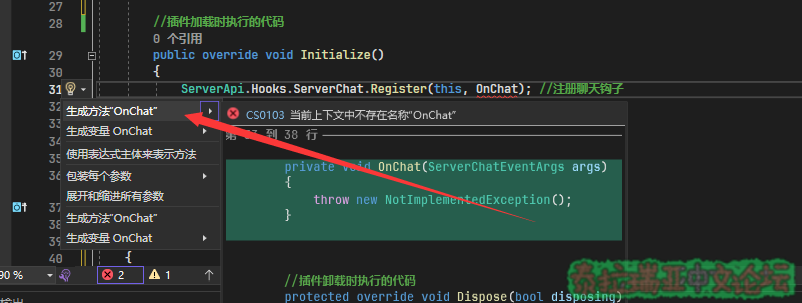 27
28 //插件加载时执行的代码
0 个引用
29 public override void Initialize()
30 {
31 ServerApi.Hooks.ServerChat.Register(this, OnChat); //注册聊天钩子
生成方法"OnChat"
生成变量 OnChat
使用表达式主体来表示方法
包装每个参数
展开和缩进所有参数
生成方法"OnChat"
生成变量 OnChat
CS0103 当前上下文中不存在名称"OnChat"
到 38 行
private void OnChat(ServerChatEventArgs args)
{
throw new NotImplementedException();
}
32
33
34
35
36
37
38
39
40 {
90 %
2
1
//插件卸载时执行的代码
protected override void Dispose(bool disposing)
泰拉瑞亚中文论坛